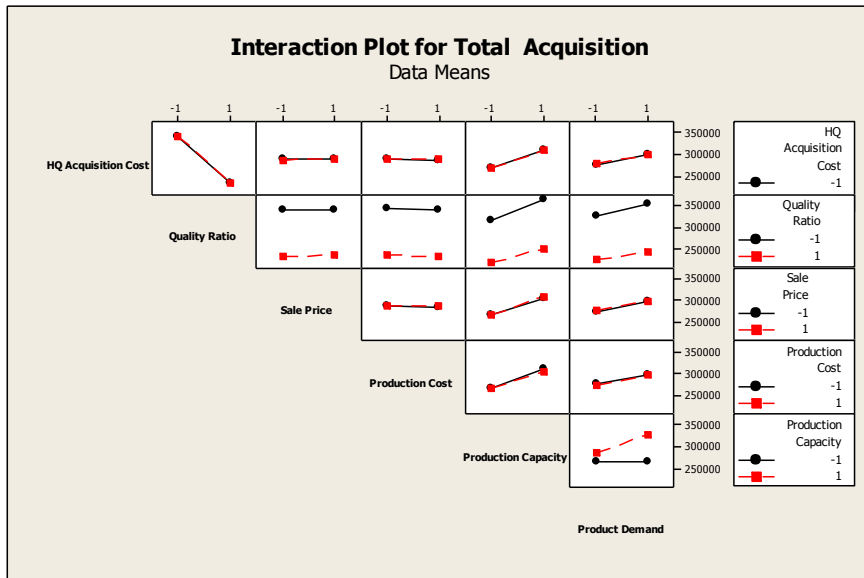 Interaction Plot for Total Acquisition
Data Means
-1 1 -1 1 -1 1 -1 1 -1 1
HQ Acquisition Cost
350000
300000
250000
HQ
Acquisition
Cost
-1
Quality Ratio
350000
300000
250000
Quality
Ratio
-1
1
Sale Price
350000
300000
250000
Sale
Price
-1
1
Production Cost
350000
300000
250000
Production
Cost
-1
1
Production Capacity
350000
300000
250000
Production
Capacity
-1
1
Product Demand